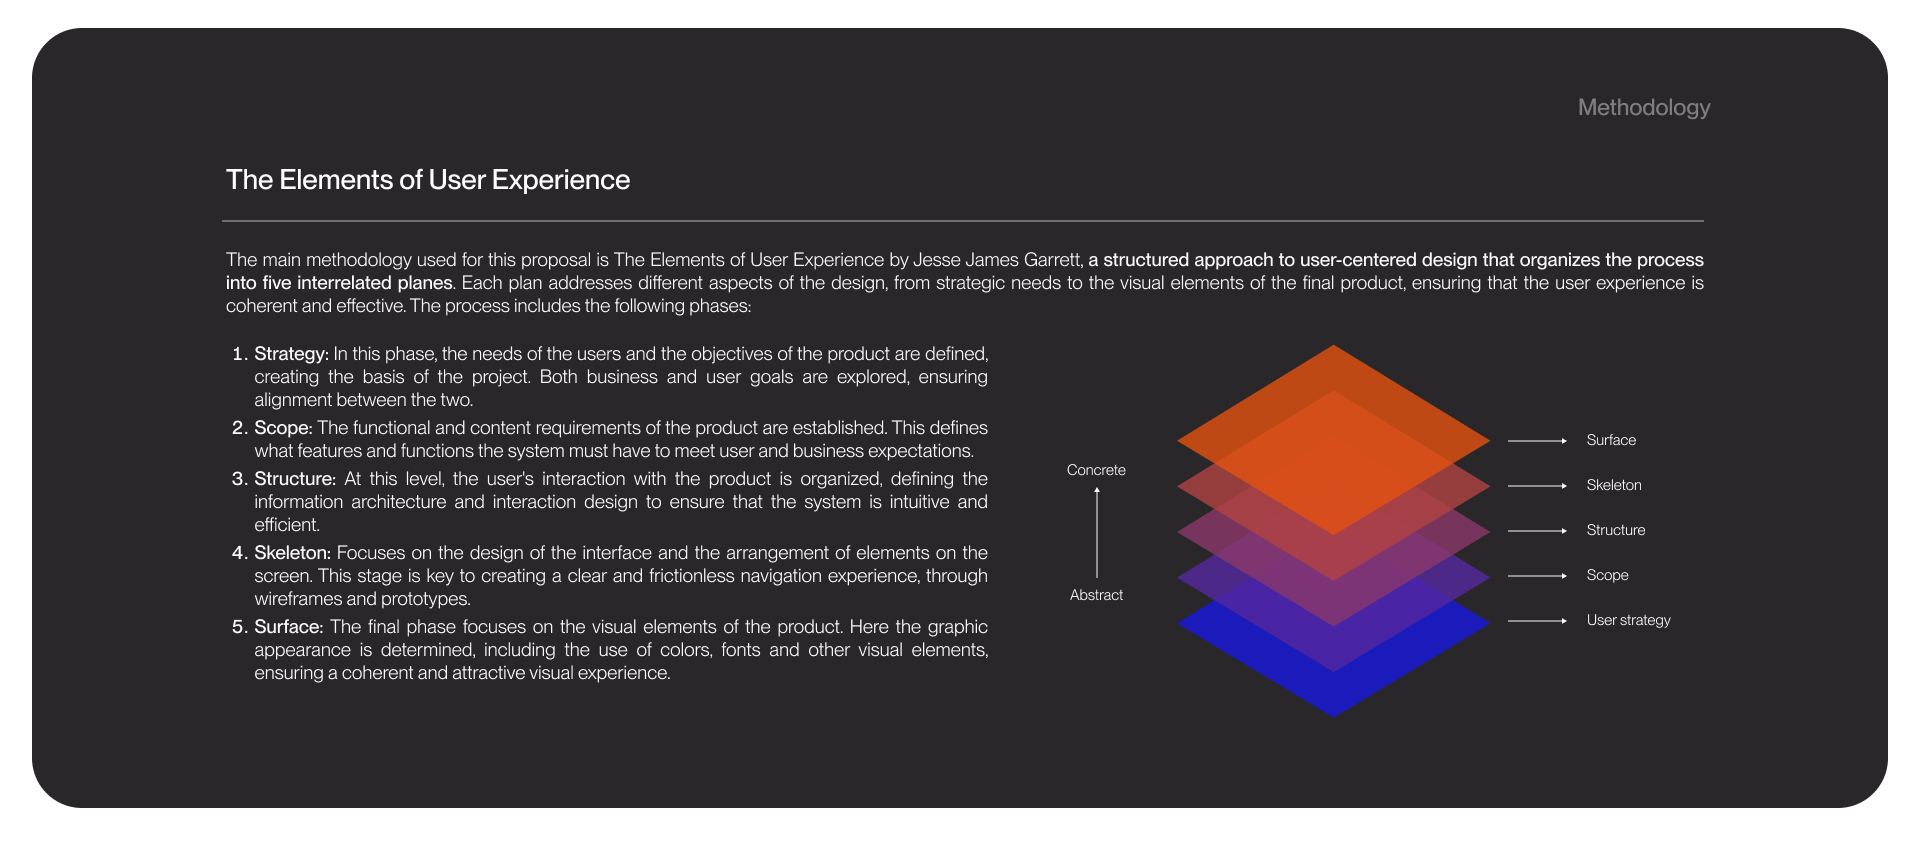 Methodology
The Elements of User Experience
The main methodology used for this proposal is The Elements of User Experience by Jesse James Garrett, a structured approach to user-centered design that organizes the process
into five interrelated planes. Each plan addresses different aspects of the design, from strategic needs to the visual elements of the final product, ensuring that the user experience is
coherent and effective. The process includes the following phases:
1. Strategy: In this phase, the needs of the users and the objectives of the product are defined,
creating the basis of the project. Both business and user goals are explored, ensuring
alignment between the two.
2. Scope: The functional and content requirements of the product are established. This defines
what features and functions the system must have to meet user and business expectations.
3. Structure: At this level, the user's interaction with the product is organized, defining the
information architecture and interaction design to ensure that the system is intuitive and
efficient.
4. Skeleton: Focuses on the design of the interface and the arrangement of elements on the
screen. This stage is key to creating a clear and frictionless navigation experience, through
wireframes and prototypes.
5. Surface: The final phase focuses on the visual elements of the product. Here the graphic
appearance is determined, including the use of colors, fonts and other visual elements,
ensuring a coherent and attractive visual experience.
Concrete
Abstract
Surface
Skeleton
Structure
Scope
User strategy